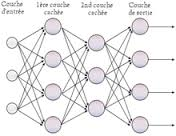 Couche
d'entrée
1ère couche
cachée
2nd couche
cachée
Couche
de sortie